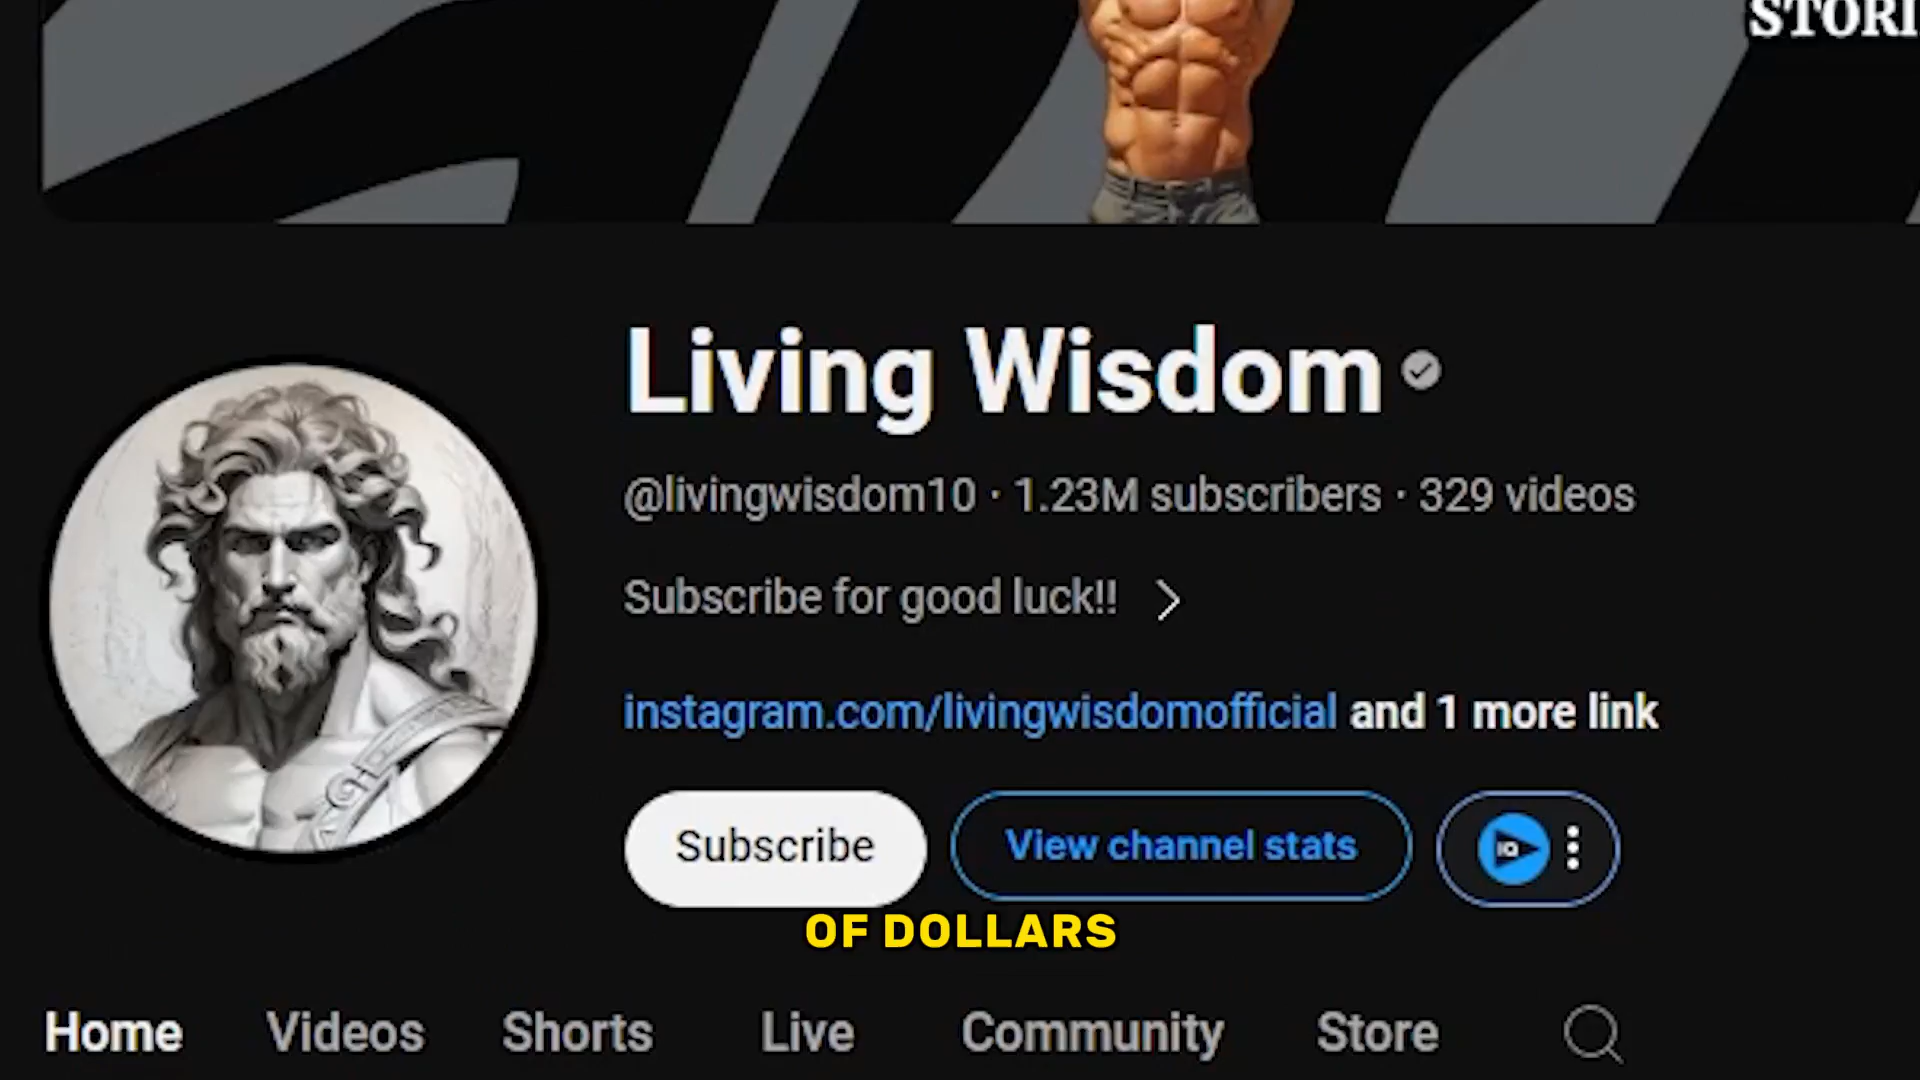 STORI
Living Wisdom
@livingwisdom10 · 1.23M subscribers · 329 videos
Subscribe for good luck!!
instagram.com/livingwisdomofficial and 1 more link
Subscribe View channel stats IQ
OF DOLLARS
Home Videos Shorts Live Community Store